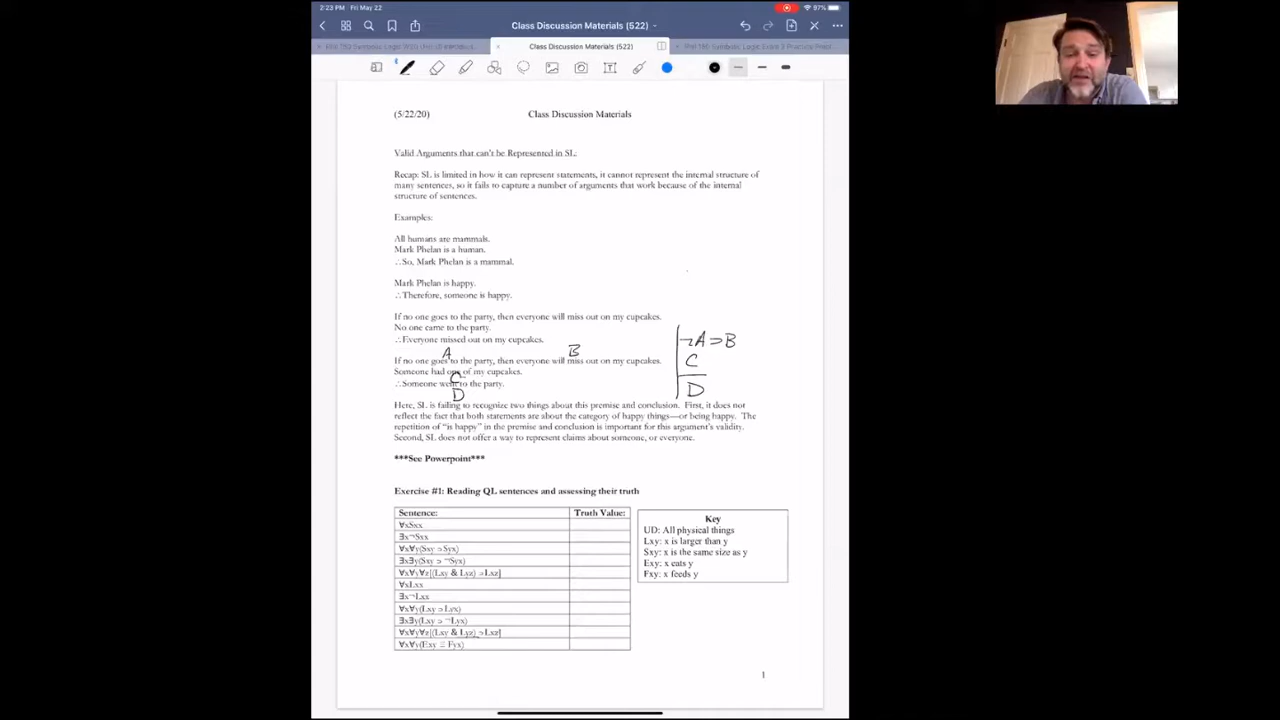 2:23 PM Fri May 22
97%
Class Discussion Materials (522)
Class Discussion Materials (522)
(5/22/20) Class Discussion Materials
Valid Arguments that can't be Represented in SL:
Recap: SL is limited in how it can represent statements, it cannot represent the internal structure of
many sentences, so it fails to capture a number of arguments that work because of the internal
structure of sentences.
Examples:
All humans are mammals.
Mark Phelan is a human.
∴So, Mark Phelan is a mammal.
Mark Phelan is happy.
∴Therefore, someone is happy.
If no one goes to the party, then everyone will miss out on my cupcakes.
No one came to the party.
∴Everyone missed out on my cupcakes.
A B
If no one goes to the party, then everyone will miss out on my cupcakes.
Someone had one of my cupcakes.
C
∴Someone went to the party.
D
¬A⊃B
C
D
Here, SL is failing to recognize two things about this premise and conclusion. First, it does not
reflect the fact that both statements are about the category of happy things—or being happy. The
repetition of "is happy" in the premise and conclusion is important for this argument's validity.
Second, SL does not offer a way to represent claims about someone, or everyone.
***See Powerpoint***
Exercise #1: Reading QL sentences and assessing their truth
Sentence: Truth Value:
∀xSxx
∃x¬Sxx
∀x∀y(Sxy ⊃Syx)
∃x∃y(Sxy ⊃ ¬Syx)
∀x∀y∀z[(Lxy & Lyz) ⊃Lxz]
∀xLxx
∃x¬Lxx
∀x∀y(Lxy ⊃Lyx)
∃x∃y(Lxy ⊃ ¬Lyx)
∀x∀y∀z[(Lxy & Lyz) ⊃Lxz]
∀x∀y(Exy ≡ Fyx)
Key
UD: All physical things
Lxy: x is larger than y
Sxy: x is the same size as y
Exy: x eats y
Fxy: x feeds y
1